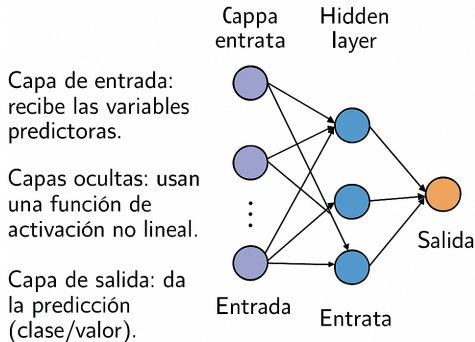 Cappa
entrata
Hidden
layer
Capa de entrada:
recibe las variables
predictoras.
Capas ocultas: usan
una función de
activación no lineal.
Capa de salida: da
la predicción
(clase/valor).
Entrada
Entrata
Salida